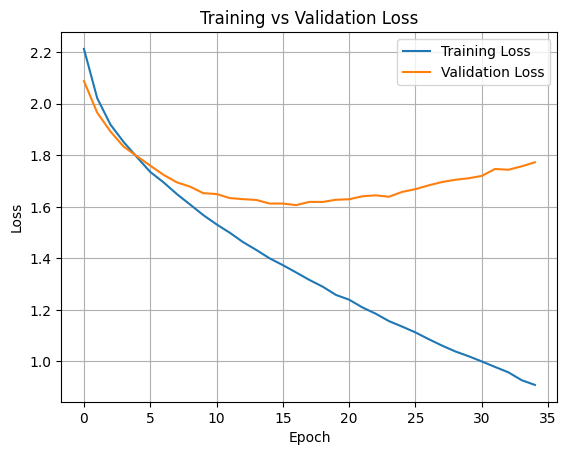 Training vs Validation Loss
Training Loss
Validation Loss
2.2
2.0
1.8
1.6
1.4
1.2
1.0
Loss
0 5 10 15 20 25 30 35
Epoch